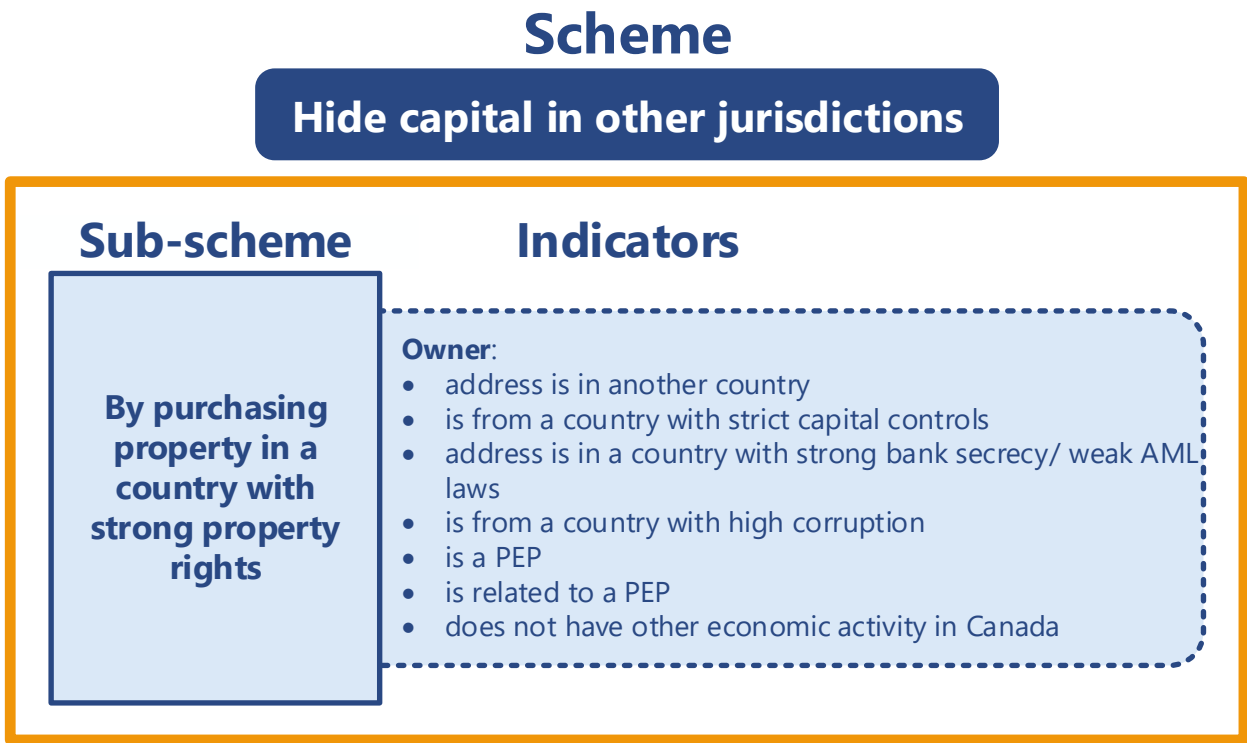 Scheme
Hide capital in other jurisdictions
Sub-scheme
Indicators
By purchasing
property in a
country with
strong property
rights
Owner:
• address is in another country
• is from a country with strict capital controls
• address is in a country with strong bank secrecy/ weak AML
laws
• is from a country with high corruption
• is a PEP
• is related to a PEP
• does not have other economic activity in Canada